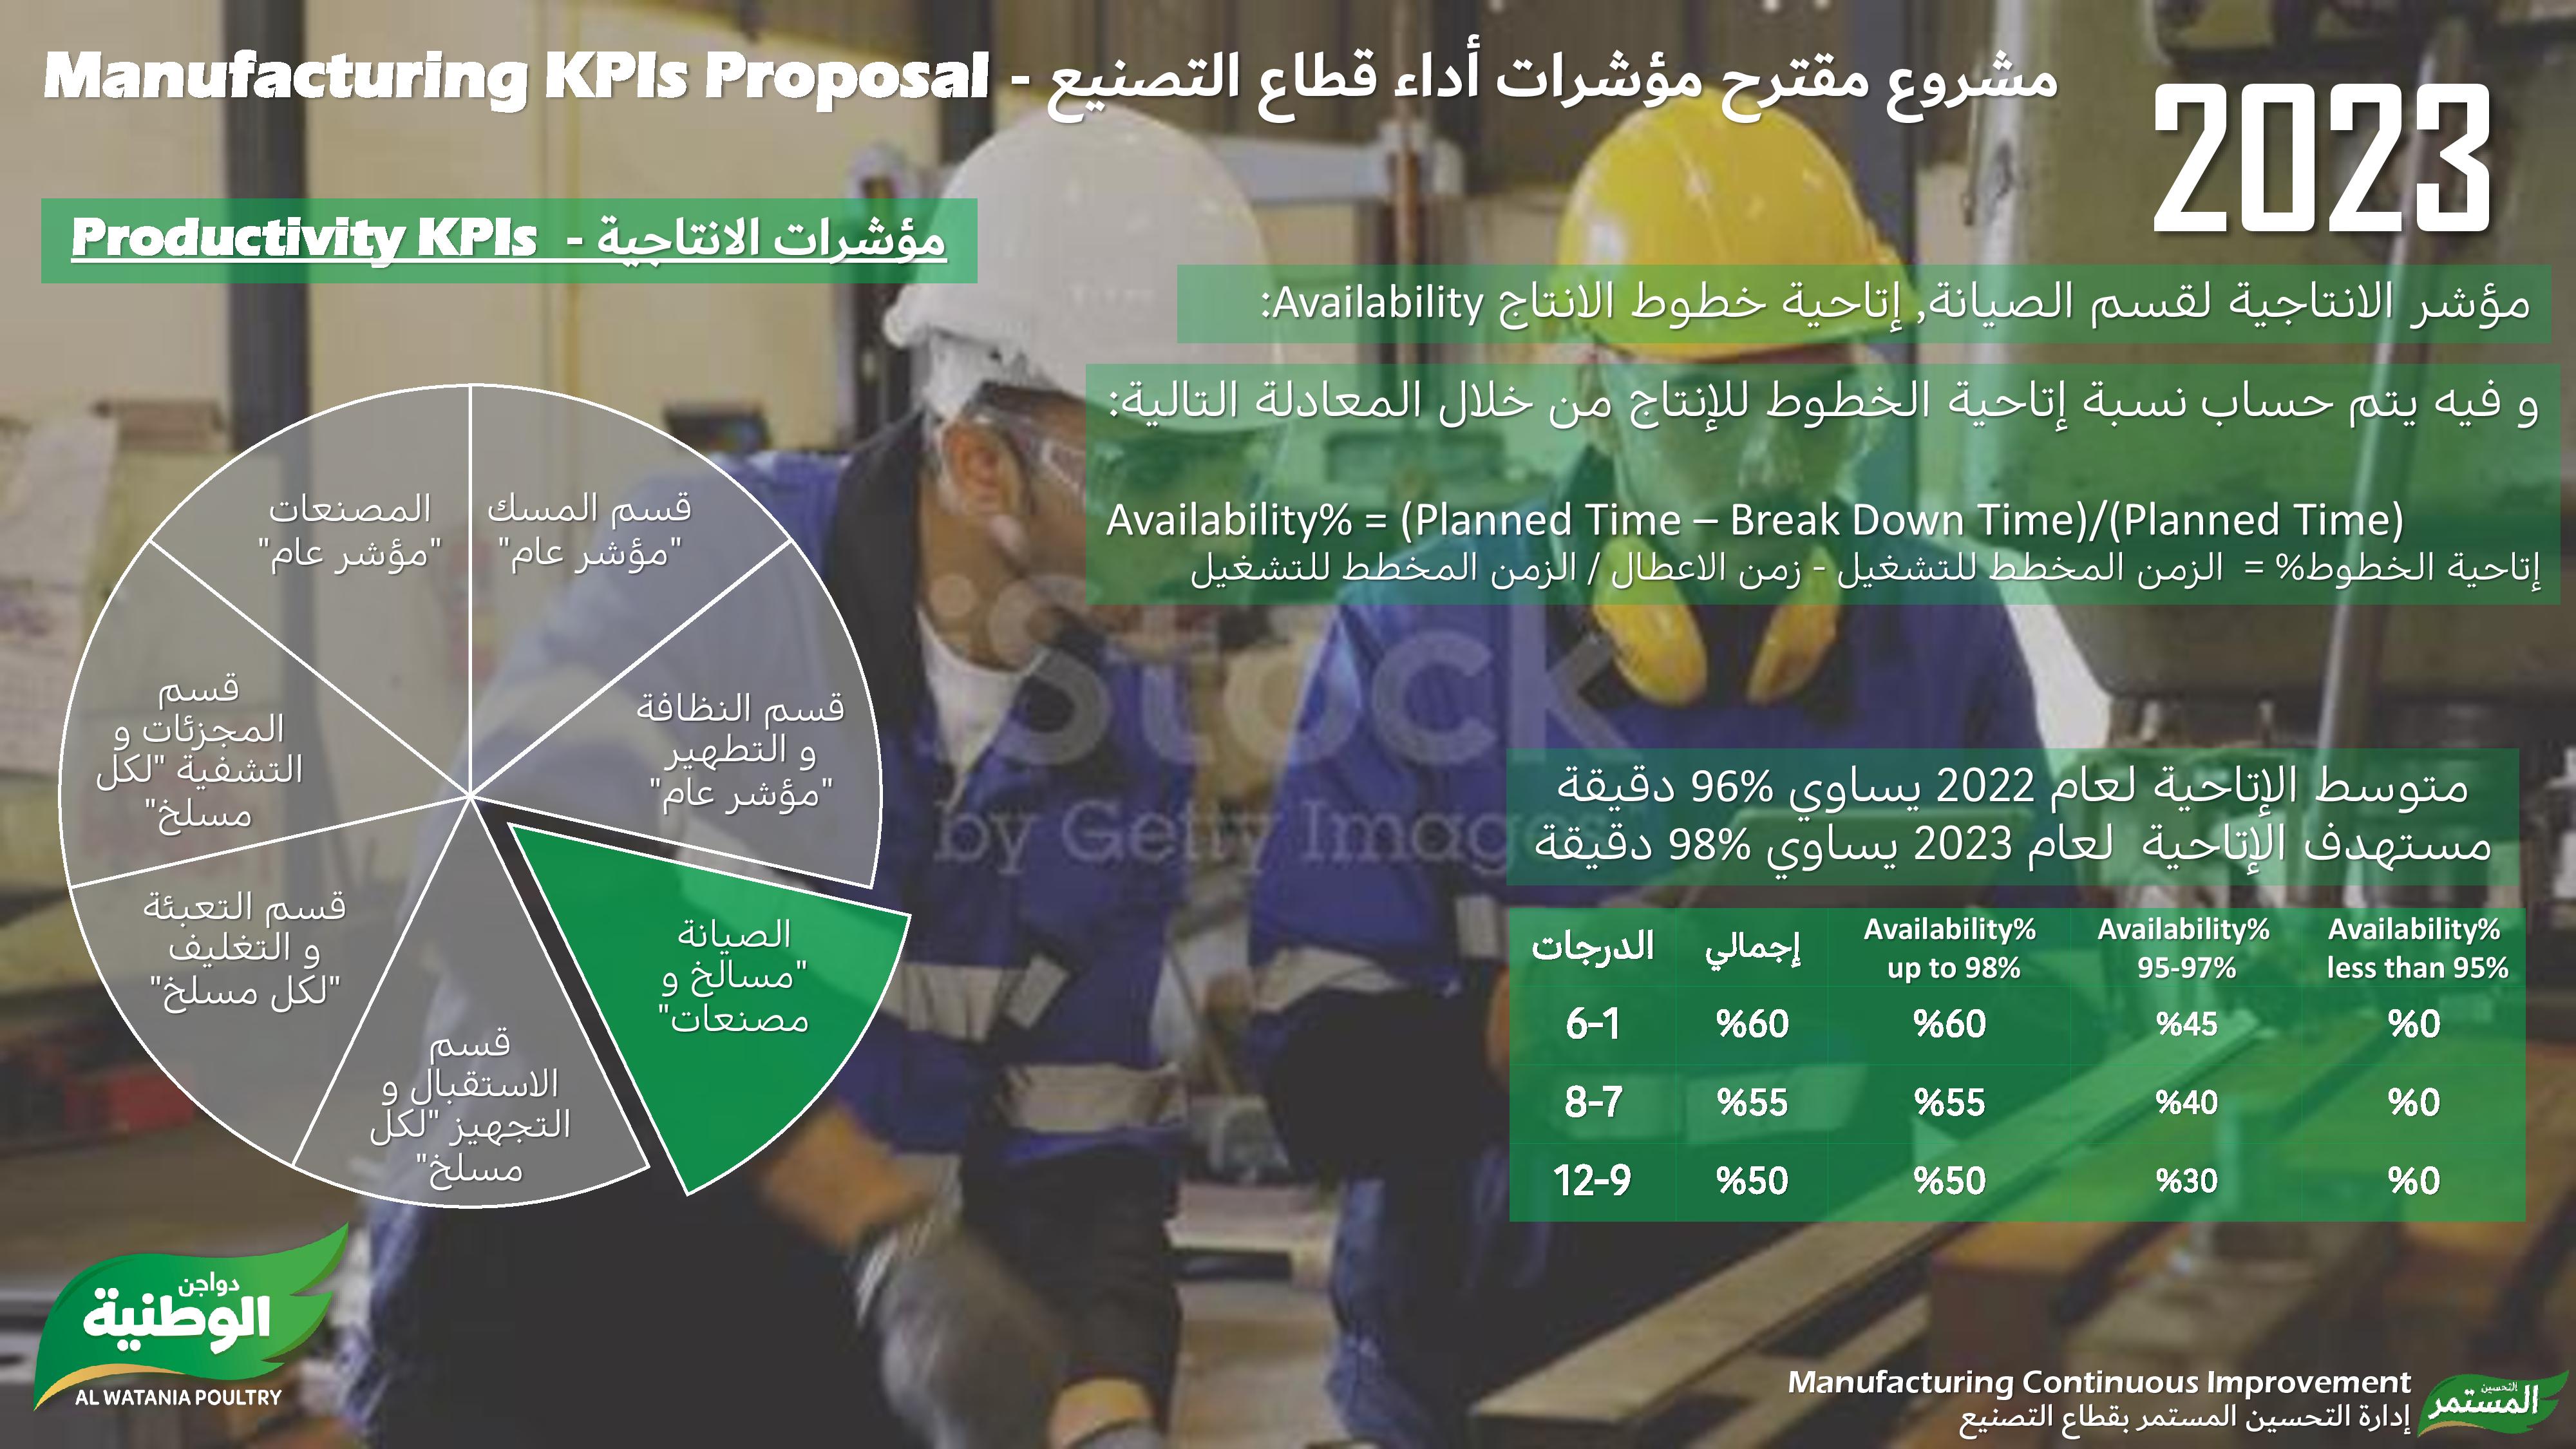 Manufacturing KPIs Proposal - مشروع مقترح مؤشرات أداء قطاع التصنيع
2023
Productivity KPIs - مؤشرات الانتاجية
مؤشر الانتاجية لقسم الصيانة, إتاحية خطوط الانتاج Availability:
و فيه يتم حساب نسبة إتاحية الخطوط للإنتاج من خلال المعادلة التالية:
Availability% = (Planned Time – Break Down Time)/(Planned Time)
إتاحية الخطوط% = الزمن المخطط للتشغيل - زمن الاعطال / الزمن المخطط للتشغيل
قسم المسك
"مؤشر عام"
قسم النظافة
و التطهير
"مؤشر عام"
الصيانة
"مسالخ و
مصنعات"
قسم
الاستقبال و
التجهيز "لكل
مسلخ"
قسم التعبئة
و التغليف
"لكل مسلخ"
قسم
المجزئات و
التشفية "لكل
مسلخ"
المصنعات
"مؤشر عام"
متوسط الإتاحية لعام 2022 يساوي 96% دقيقة
مستهدف الإتاحية لعام 2023 يساوي 98% دقيقة
الدرجات إجمالي Availability% up to 98% Availability% 95-97% Availability% less than 95%
6-1 %60 %60 %45 %0
8-7 %55 %55 %40 %0
12-9 %50 %50 %30 %0
iStock
by Getty Images
دواجن
الوطنية
AL WATANIA POULTRY
Manufacturing Continuous Improvement
إدارة التحسين المستمر بقطاع التصنيع
التحسين
المستمر